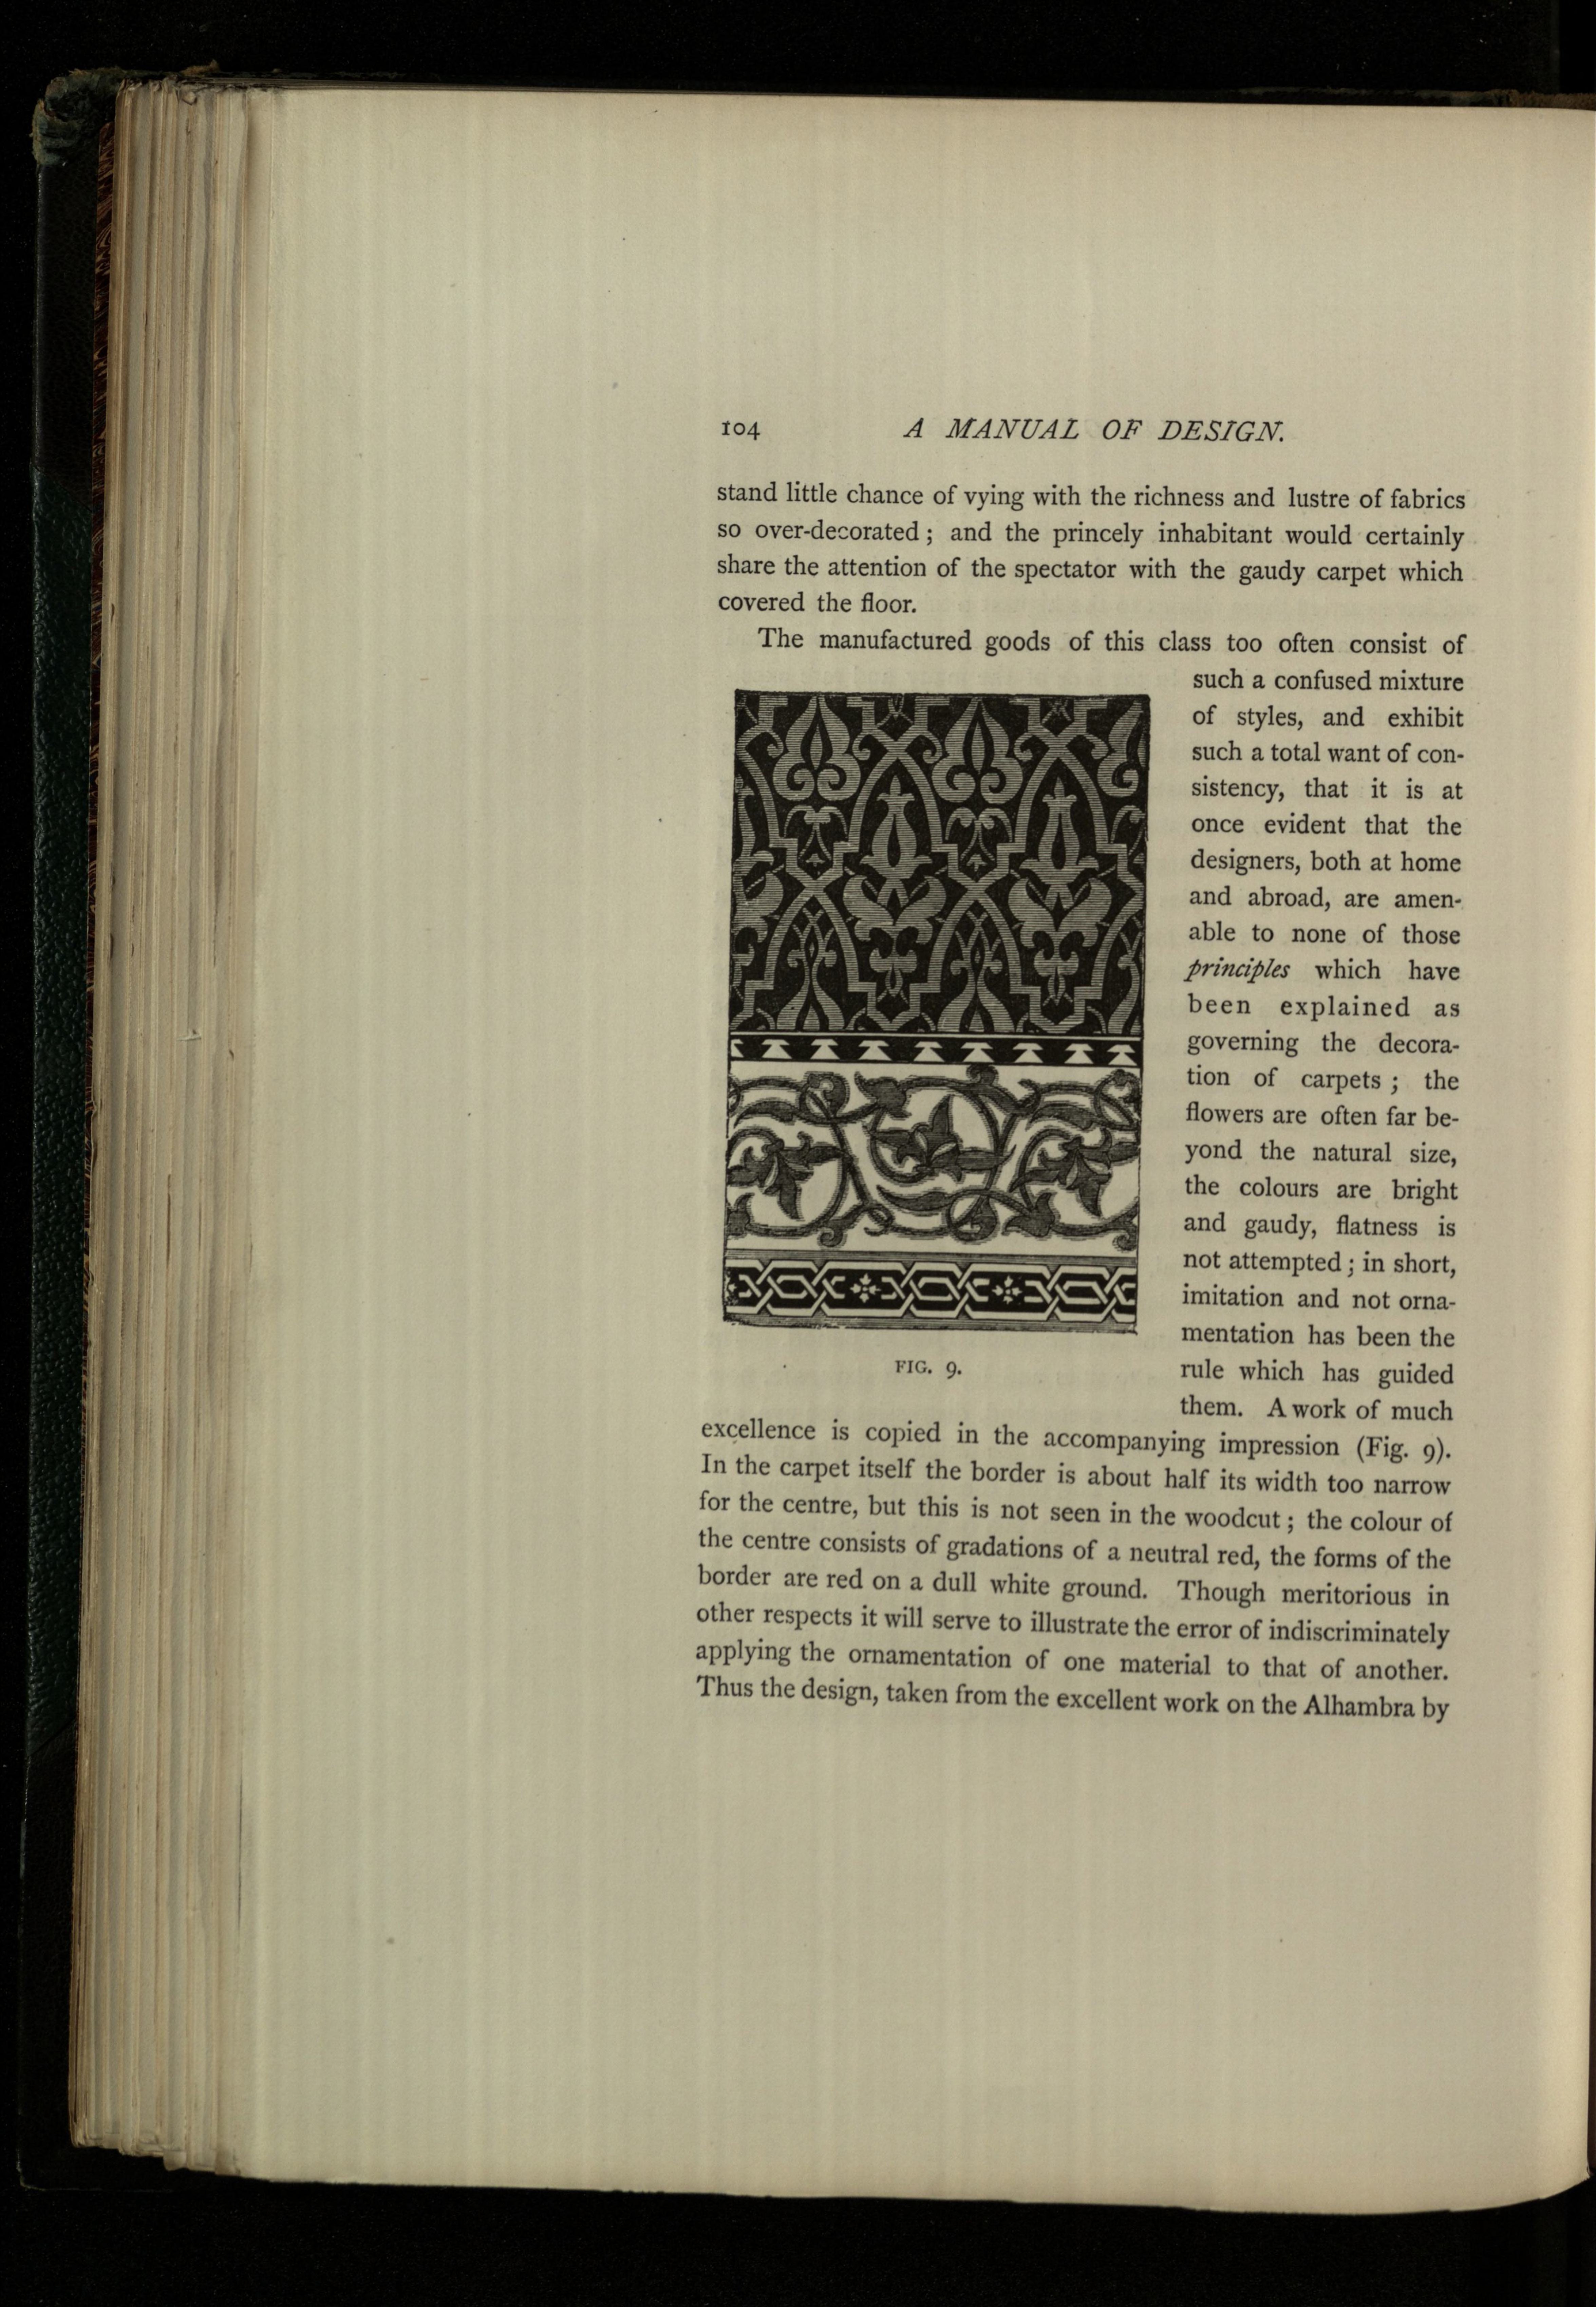 104 A MANUAL OF DESIGN.
stand little chance of vying with the richness and lustre of fabrics
so over-decorated ; and the princely inhabitant would certainly
share the attention of the spectator with the gaudy carpet which
covered the floor.
The manufactured goods of this class too often consist of
such a confused mixture
of styles, and exhibit
such a total want of con-
sistency, that it is at
once evident that the
designers, both at home
and abroad, are amen-
able to none of those
principles which have
been explained as
governing the decora-
tion of carpets ; the
flowers are often far be-
yond the natural size,
the colours are bright
and gaudy, flatness is
not attempted ; in short,
imitation and not orna-
mentation has been the
rule which has guided
them. A work of much
FIG. 9.
excellence is copied in the accompanying impression (Fig. 9).
In the carpet itself the border is about half its width too narrow
for the centre, but this is not seen in the woodcut ; the colour of
the centre consists of gradations of a neutral red, the forms of the
border are red on a dull white ground. Though meritorious in
other respects it will serve to illustrate the error of indiscriminately
applying the ornamentation of one material to that of another.
Thus the design, taken from the excellent work on the Alhambra by